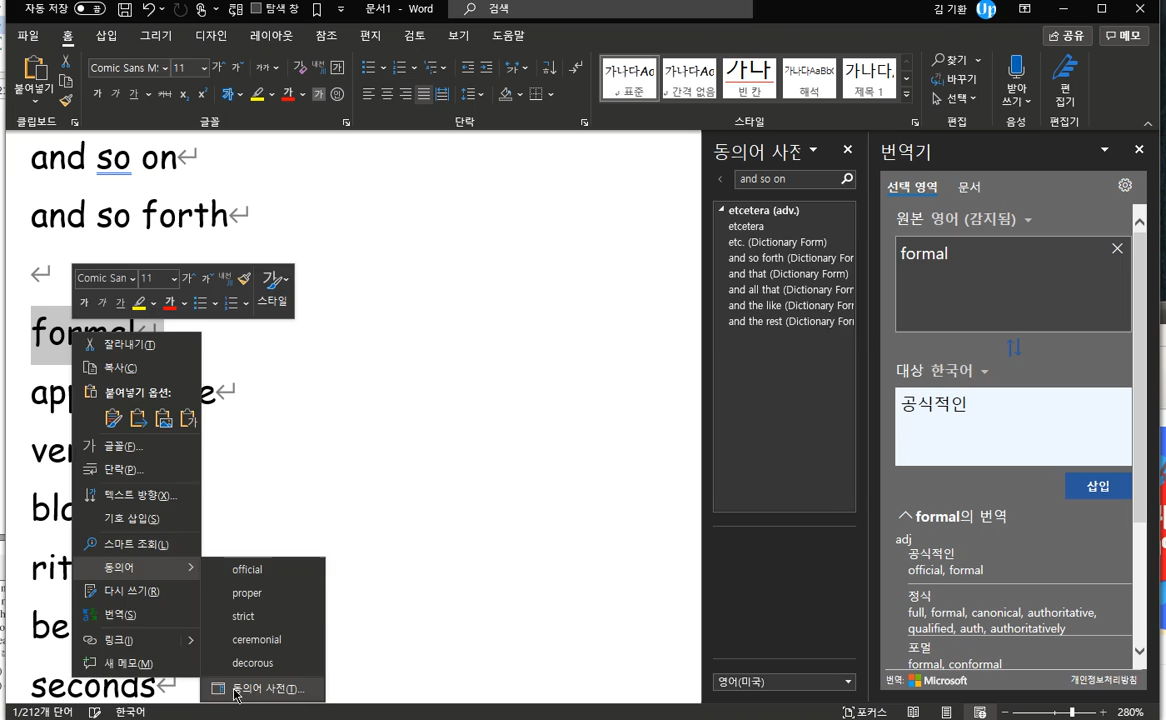 자동 저장 끔 탐색 창 문서1 - Word 검색 김 기환 Up
파일 홈 삽입 그리기 디자인 레이아웃 참조 편지 검토 보기 도움말 공유 메모
붙여넣기
Comic Sans M: 11
가나다Aa
표준
가나다Aa
간격 없음
가나
빈 칸
가나다AaBbC
해석
가나다.
제목 1
찾기
바꾸기
선택
받아
쓰기
편
집기
클립보드 글꼴 단락 스타일 편집 음성 편집기
and so on
and so forth
Comic San 11
스타일
formal
잘라내기(T)
복사(C)
붙여넣기 옵션:
글꼴(F)...
단락(P)...
텍스트 방향(X)...
기호 삽입(S)
스마트 조회(L)
동의어
다시 쓰기(R)
번역(S)
링크(I)
새 메모(M)
official
proper
strict
ceremonial
decorous
동의어 사전(T)...
seconds
동의어 사전
and so on
etcetera (adv.)
etcetera
etc. (Dictionary Form)
and so forth (Dictionary For
and that (Dictionary Form)
and all that (Dictionary Forr
and the like (Dictionary Forr
and the rest (Dictionary Forr
영어(미국)
번역기
선택 영역 문서
원본 영어 (감지됨)
formal
대상 한국어
공식적인
삽입
formal의 번역
adj
공식적인
official, formal
정식
full, formal, canonical, authoritative,
qualified, auth, authoritatively
포멀
formal, conformal
번역: Microsoft 개인정보처리방침
1/212개 단어 한국어 포커스 280%